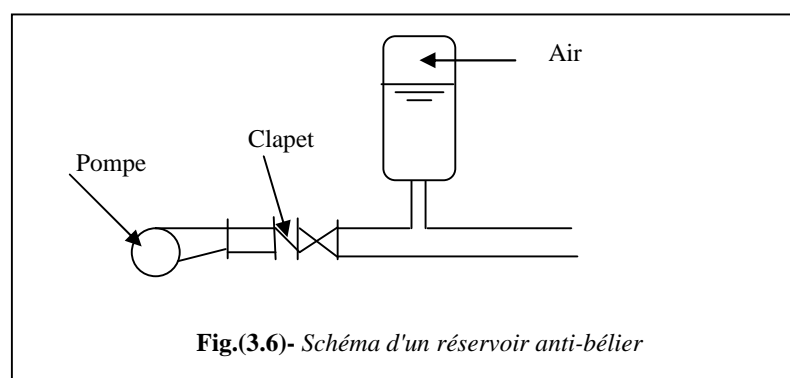 Air
Clapet
Pompe
Fig.(3.6)- Schéma d'un réservoir anti-bélier